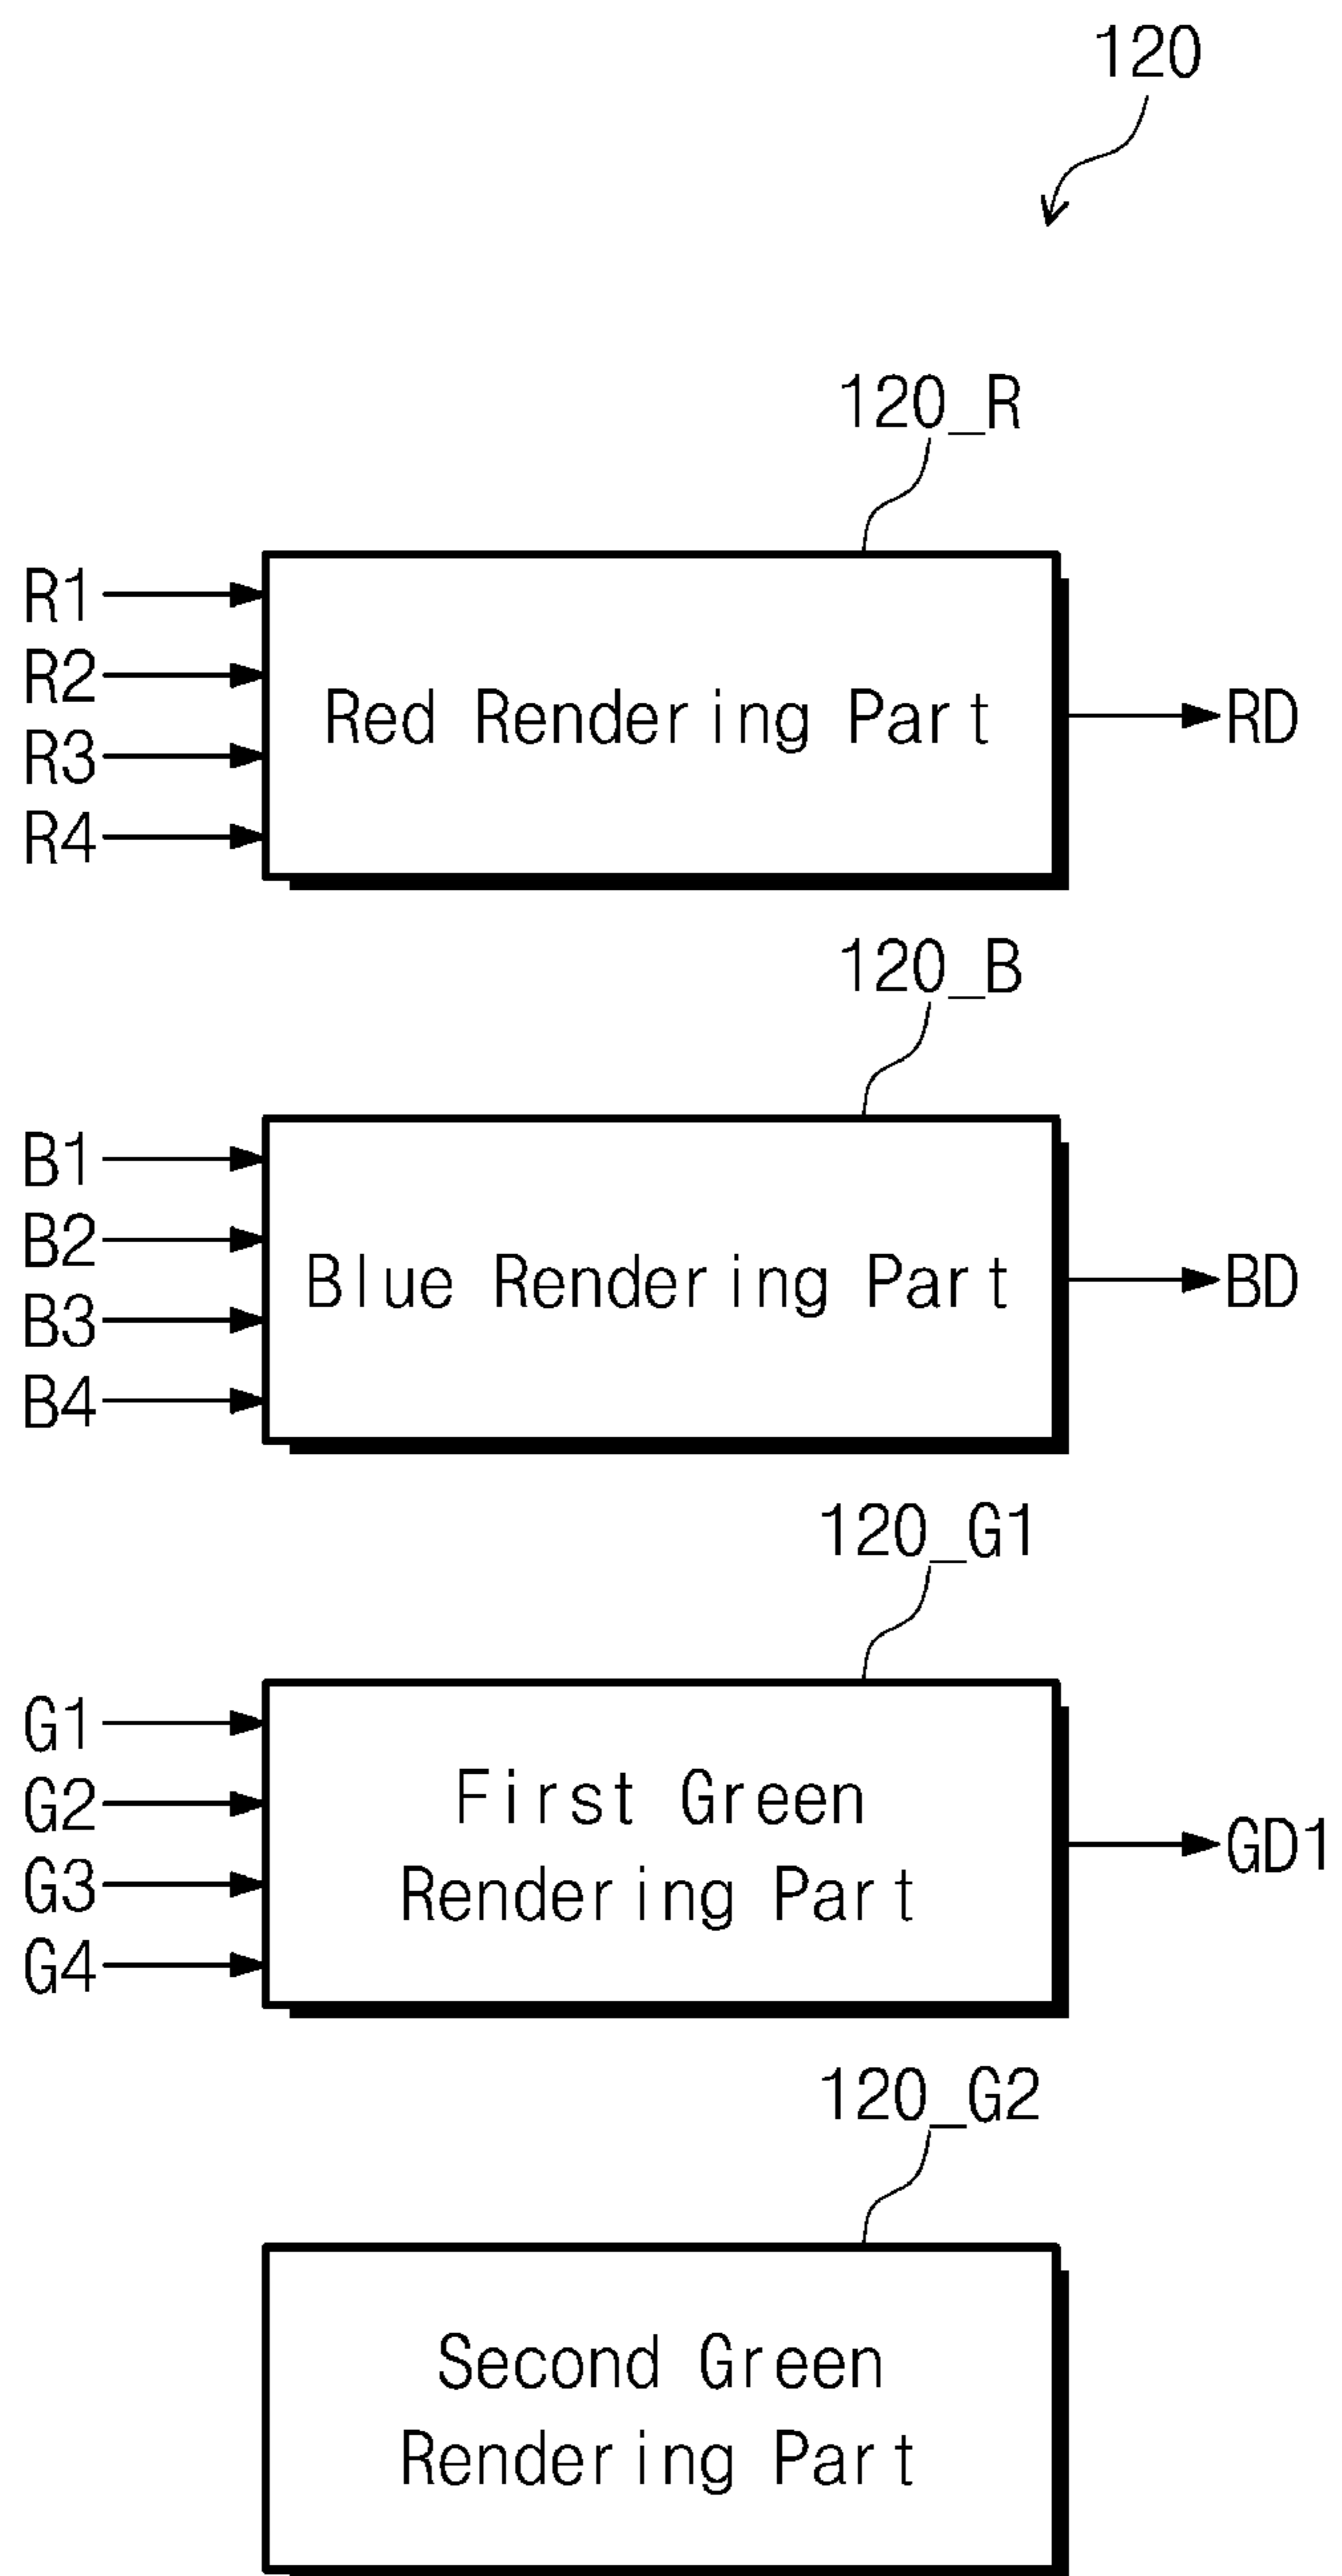 120
120_R
R1
R2
R3
R4
Red Rendering Part
RD
120_B
B1
B2
B3
B4
Blue Rendering Part
BD
120_G1
G1
G2
G3
G4
First Green
Rendering Part
GD1
120_G2
Second Green
Rendering Part